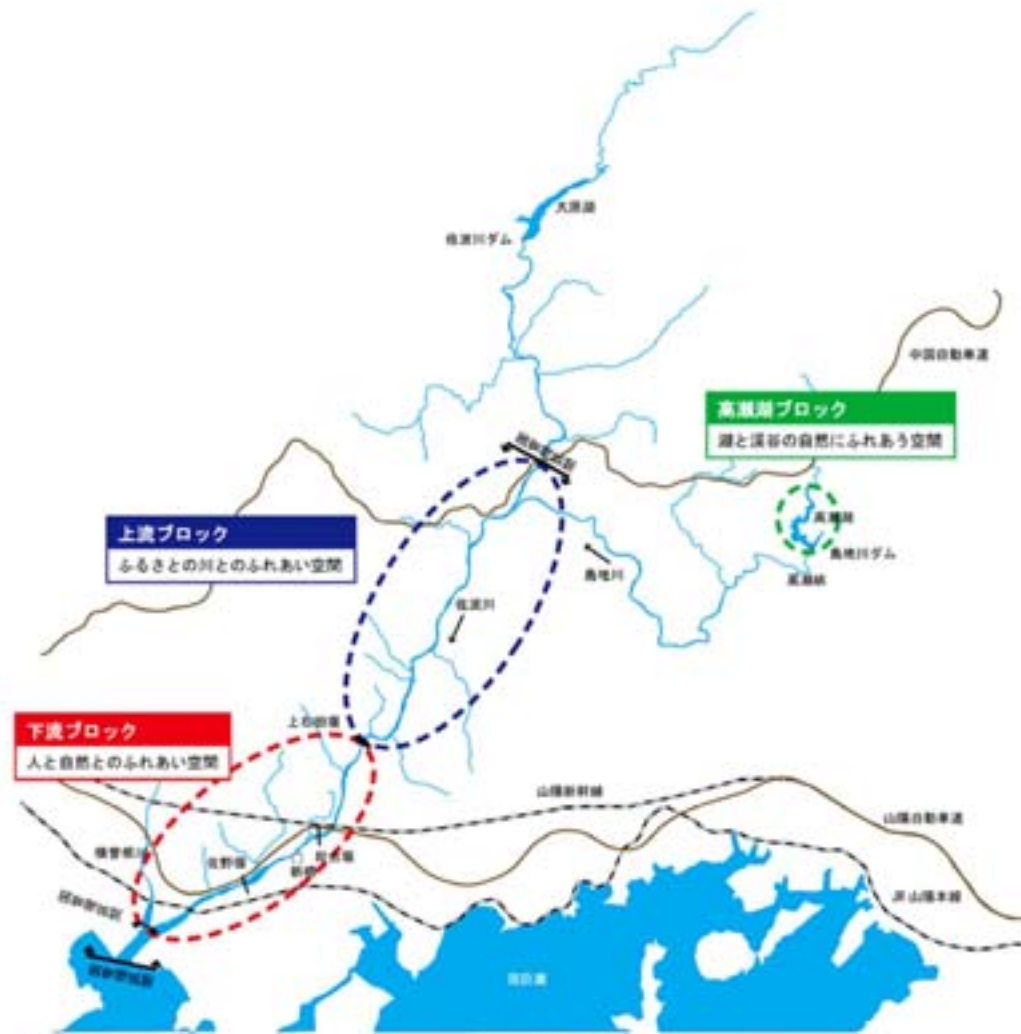 大原湖
佐波川ダム
中国自動車道
高瀬湖ブロック
湖と渓谷の自然にふれあう空間
高瀬湖
島地川ダム
高瀬峡
上流ブロック
ふるさとの川とのふれあい空間
島地川
佐波川
上右田堰
下流ブロック
人と自然とのふれあい空間
山陽新幹線
山陽自動車道
佐野堰
新橋
JR山陽本線